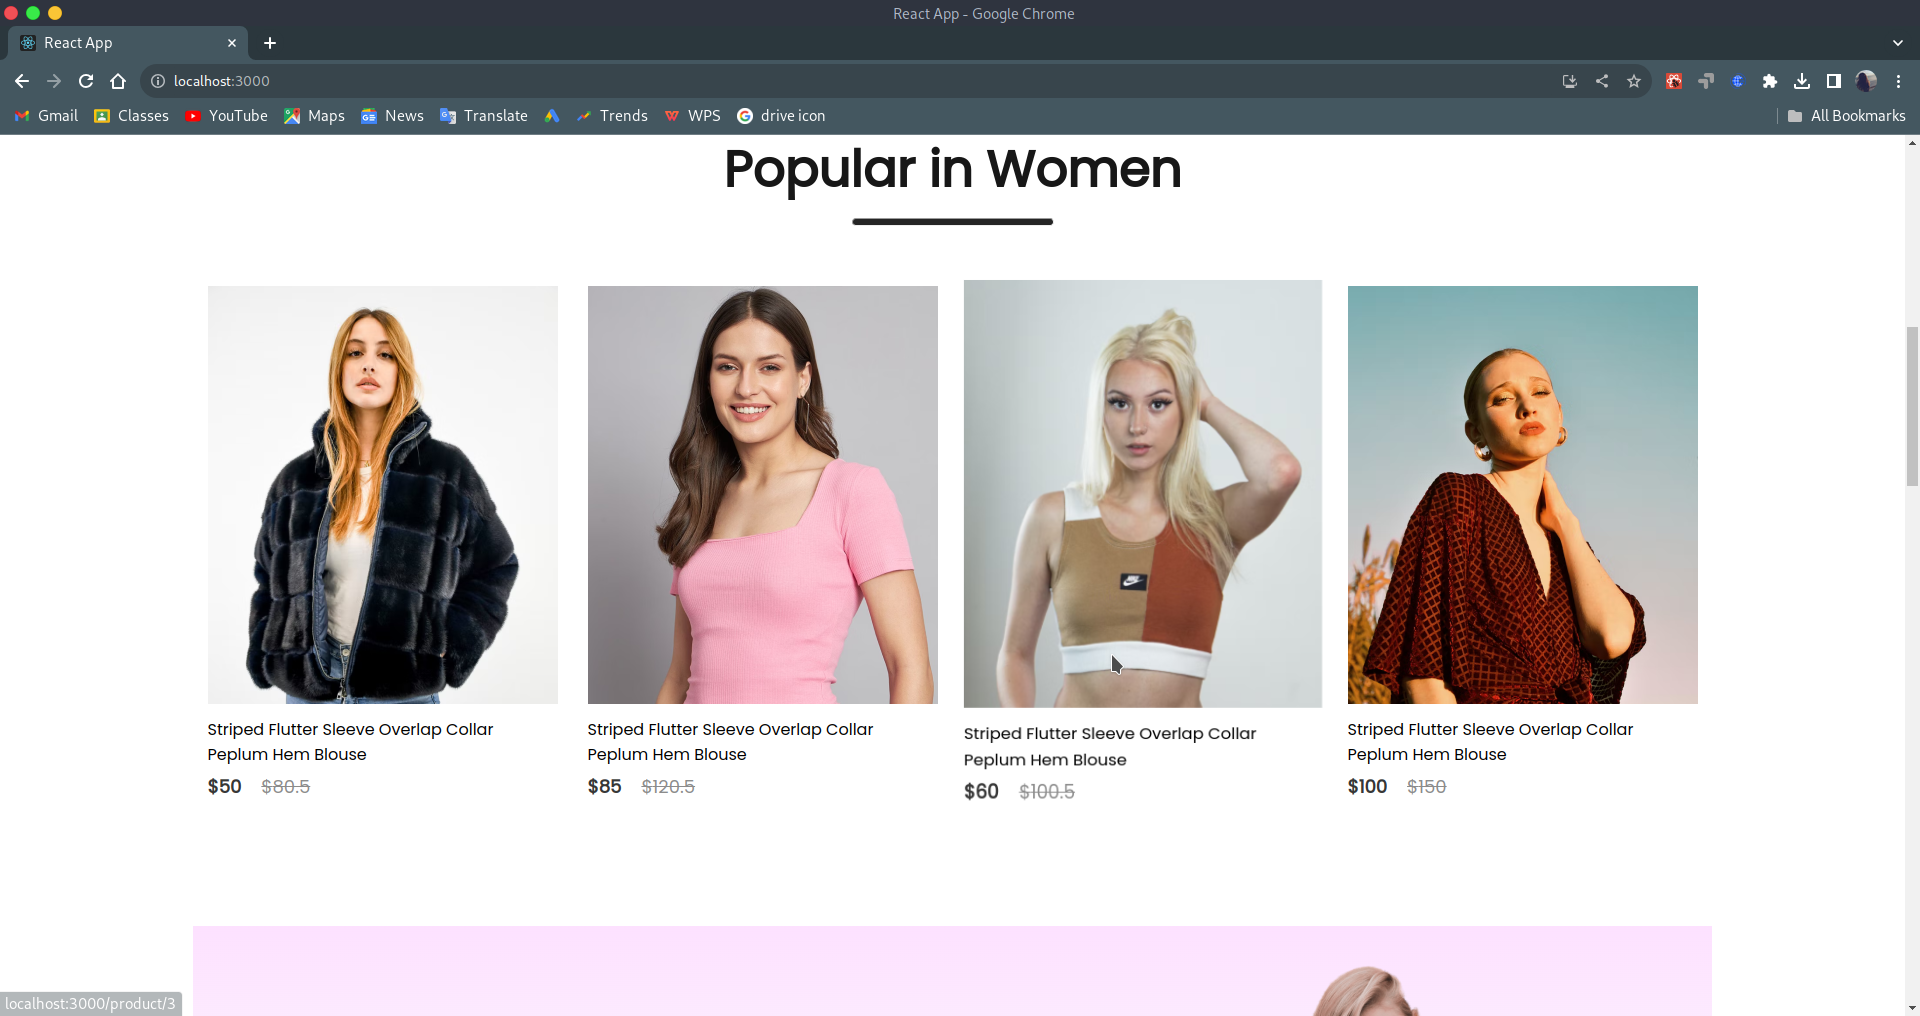 React App - Google Chrome
React App
localhost:3000
Gmail Classes YouTube Maps News Translate Trends WPS drive icon All Bookmarks
Popular in Women
Striped Flutter Sleeve Overlap Collar
Peplum Hem Blouse
$50 $80.5
Striped Flutter Sleeve Overlap Collar
Peplum Hem Blouse
$85 $120.5
Striped Flutter Sleeve Overlap Collar
Peplum Hem Blouse
$60 $100.5
Striped Flutter Sleeve Overlap Collar
Peplum Hem Blouse
$100 $150
localhost:3000/product/3